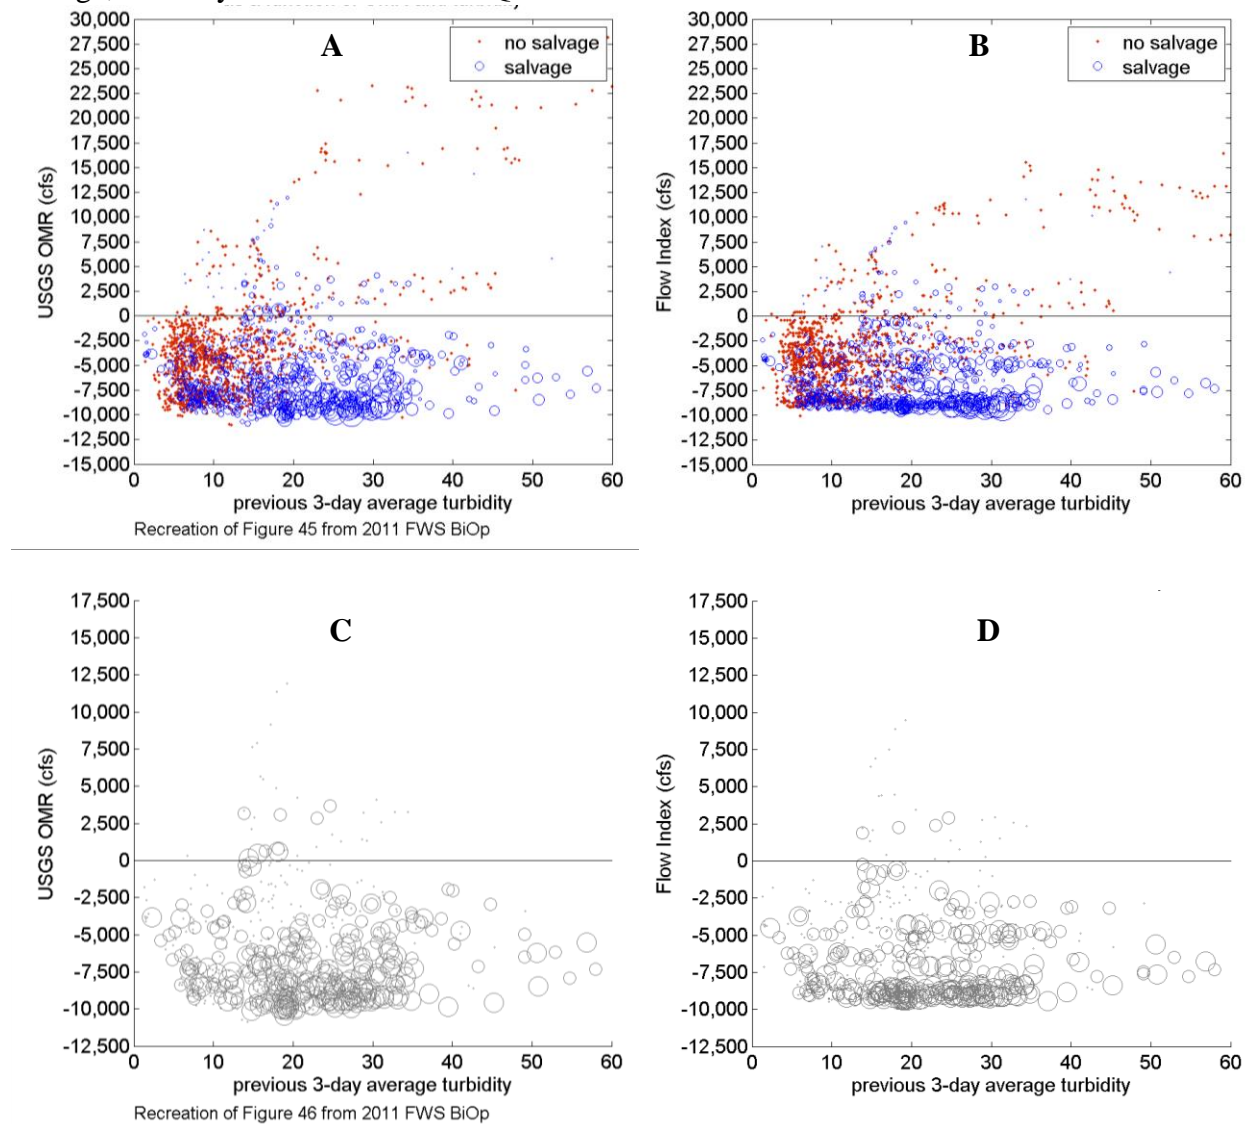 A
no salvage
salvage
30,000
27,500
25,000
22,500
20,000
17,500
15,000
12,500
10,000
7,500
5,000
2,500
0
-2,500
-5,000
-7,500
-10,000
-12,500
-15,000
USGS OMR (cfs)
0 10 20 30 40 50 60
previous 3-day average turbidity
Recreation of Figure 45 from 2011 FWS BiOp
B
no salvage
salvage
30,000
27,500
25,000
22,500
20,000
17,500
15,000
12,500
10,000
7,500
5,000
2,500
0
-2,500
-5,000
-7,500
-10,000
-12,500
-15,000
Flow Index (cfs)
0 10 20 30 40 50 60
previous 3-day average turbidity
C
17,500
15,000
12,500
10,000
7,500
5,000
2,500
0
-2,500
-5,000
-7,500
-10,000
-12,500
USGS OMR (cfs)
0 10 20 30 40 50 60
previous 3-day average turbidity
Recreation of Figure 46 from 2011 FWS BiOp
D
17,500
15,000
12,500
10,000
7,500
5,000
2,500
0
-2,500
-5,000
-7,500
-10,000
-12,500
Flow Index (cfs)
0 10 20 30 40 50 60
previous 3-day average turbidity